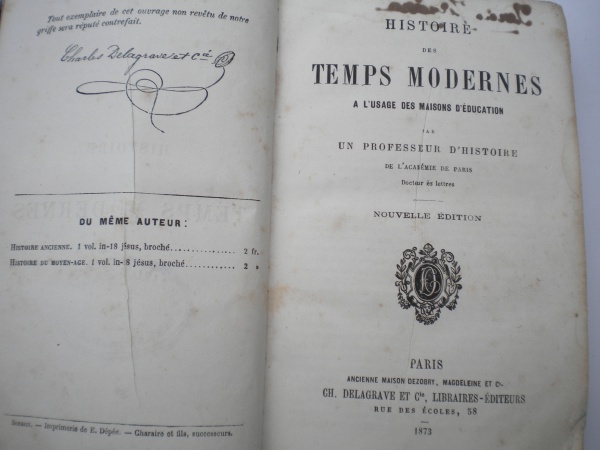 Tout exemplaire de cet ouvrage non revêtu de notre
griffe sera réputé contrefait.
Charles Delagrave et Cie
DU MÊME AUTEUR :
HISTOIRE ANCIENNE. 1 vol. in-18 jésus, broché............ 2 fr.
HISTOIRE DU MOYEN-AGE. 1 vol. in-18 jésus, broché............ 2 »
— Imprimerie de E. Dépée. — Charaire et fils, successeurs.
HISTOIRE
DES
TEMPS MODERNES
A L'USAGE DES MAISONS D'ÉDUCATION
PAR
UN PROFESSEUR D'HISTOIRE
DE L'ACADÉMIE DE PARIS
Docteur ès lettres
NOUVELLE ÉDITION
PARIS
ANCIENNE MAISON DEZOBRY, MAGDELEINE ET Cie
CH. DELAGRAVE ET Cie, LIBRAIRES-ÉDITEURS
RUE DES ÉCOLES, 58
1873